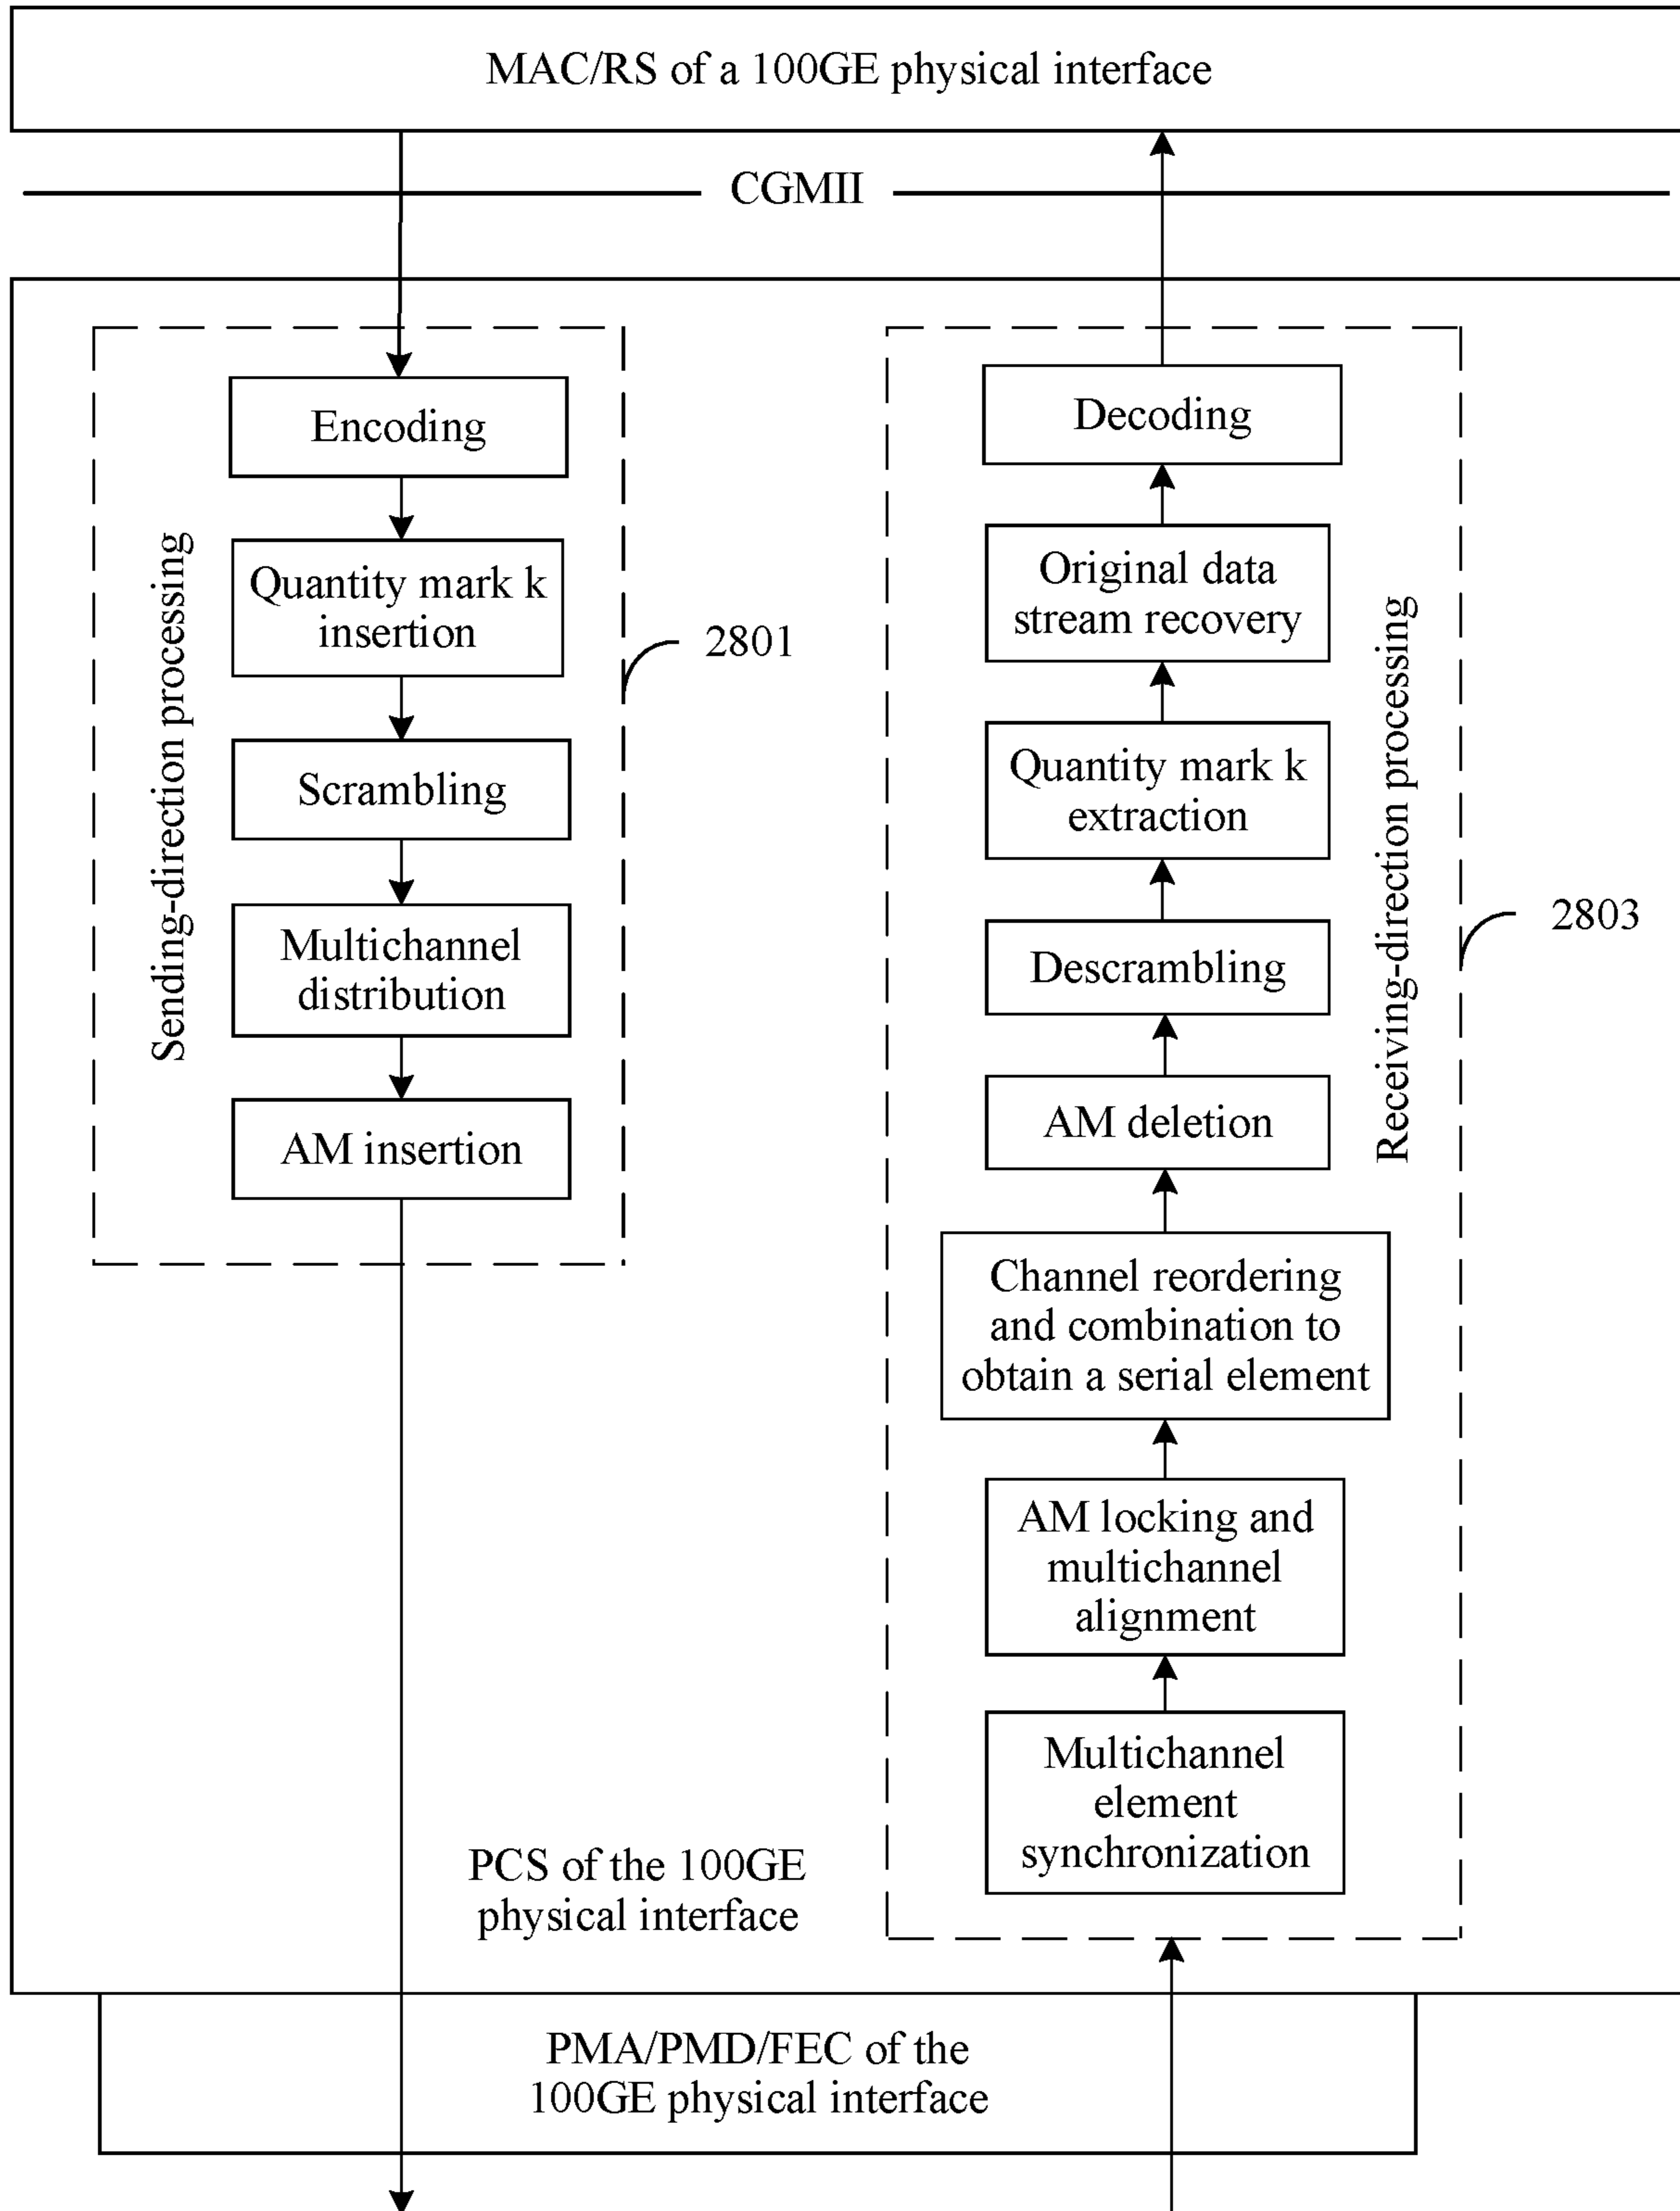 MAC/RS of a 100GE physical interface
CGMII
Sending-direction processing
Encoding
Quantity mark k
insertion
Scrambling
Multichannel
distribution
AM insertion
2801
Decoding
Original data
stream recovery
Quantity mark k
extraction
Descrambling
AM deletion
Channel reordering
and combination to
obtain a serial element
AM locking and
multichannel
alignment
Multichannel
element
synchronization
Receiving-direction processing
2803
PCS of the 100GE
physical interface
PMA/PMD/FEC of the
100GE physical interface